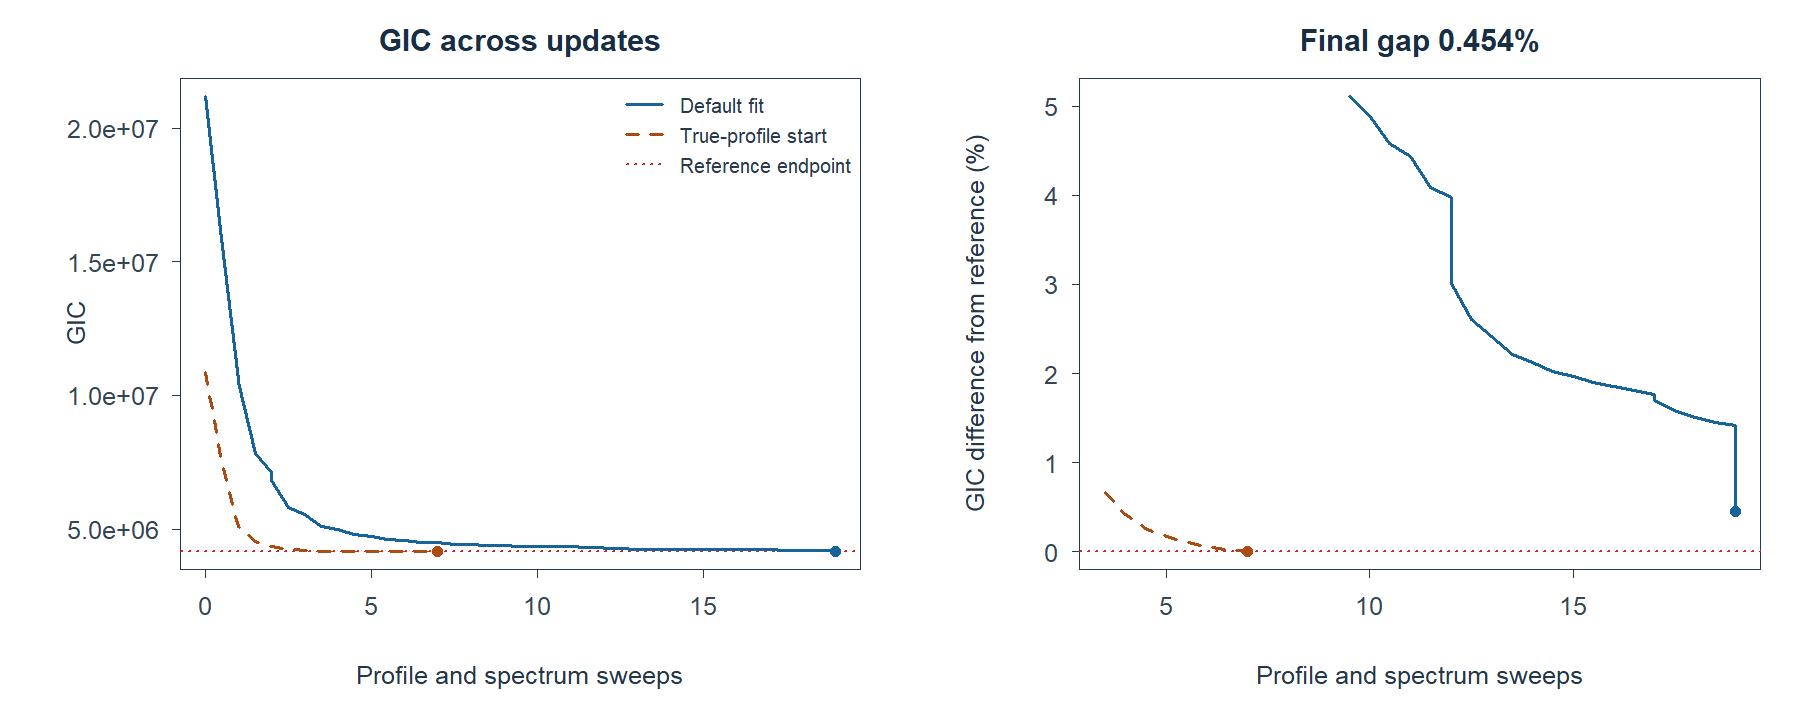 GIC across updates
GIC
2.0e+07
1.5e+07
1.0e+07
5.0e+06
Default fit
True-profile start
Reference endpoint
0 5 10 15
Profile and spectrum sweeps
Final gap 0.454%
GIC difference from reference (%)
5
4
3
2
1
0
5 10 15
Profile and spectrum sweeps